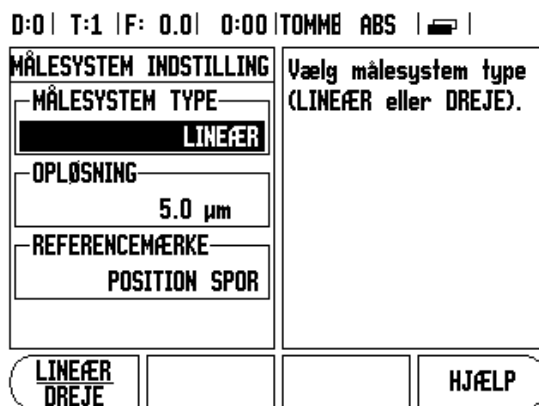 D:0 T:1 F: 0.0 0:00 TOMME ABS
MÅLESYSTEM INDSTILLING
MÅLESYSTEM TYPE
LINEÆR
OPLØSNING
5.0 µm
REFERENCEMÆRKE
POSITION SPOR
Vælg målesystem type
(LINEÆR eller DREJE).
LINEÆR
DREJE
HJÆLP